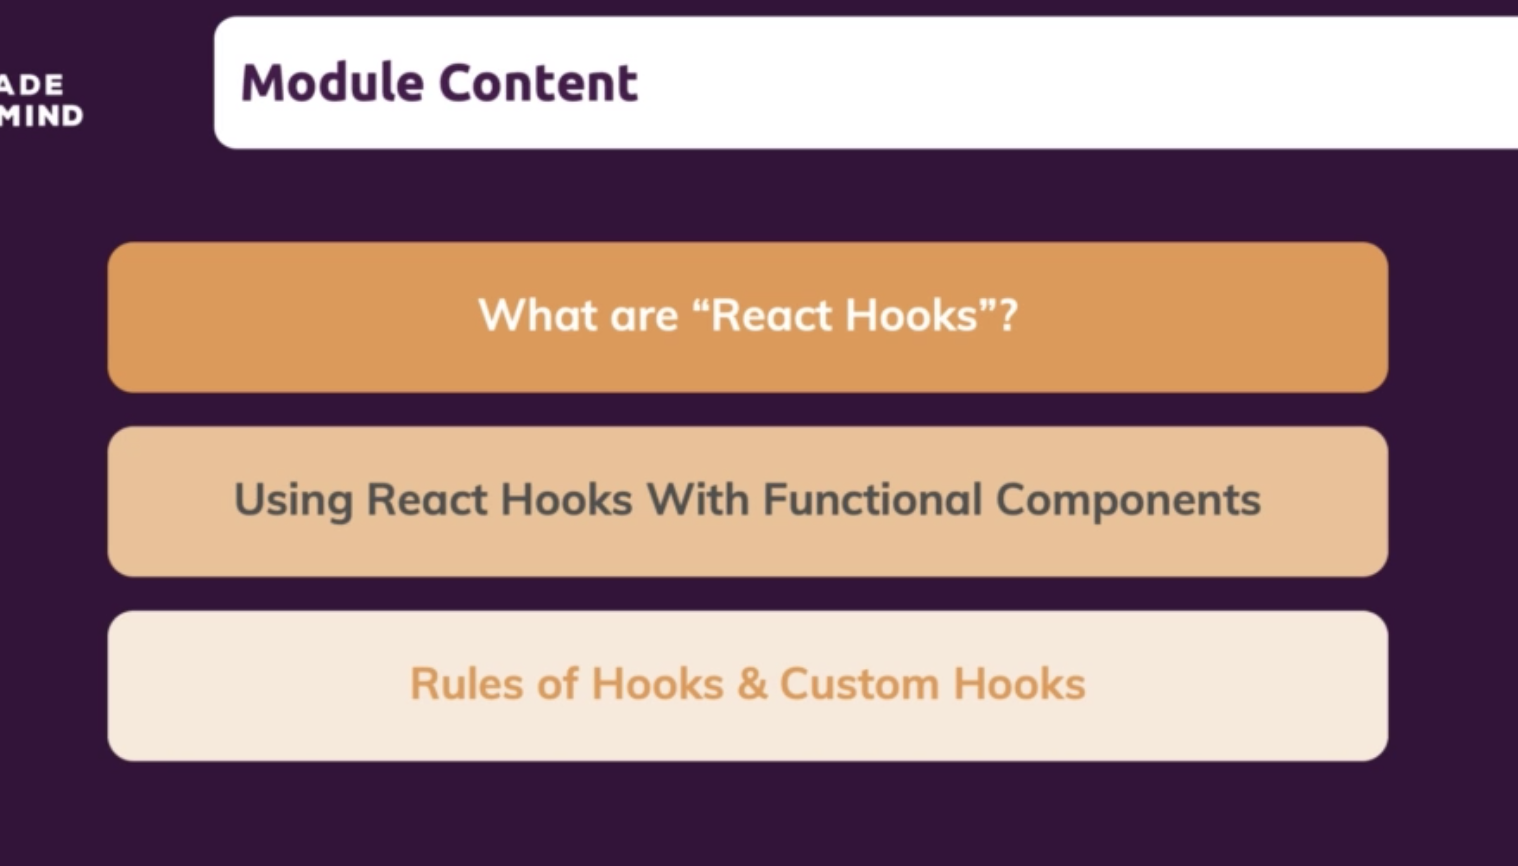 ADE
MIND
Module Content
What are “React Hooks”?
Using React Hooks With Functional Components
Rules of Hooks & Custom Hooks